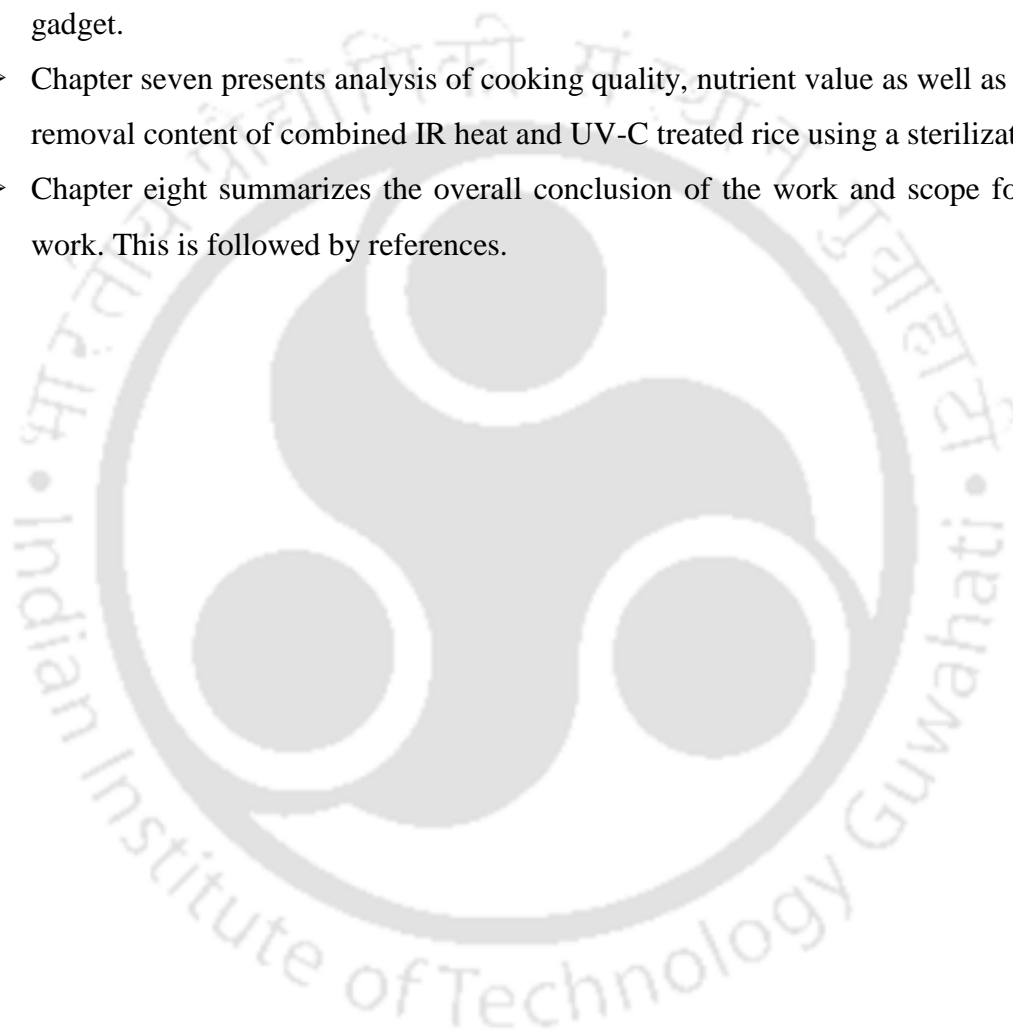 gadget.
➢ Chapter seven presents analysis of cooking quality, nutrient value as well as
removal content of combined IR heat and UV-C treated rice using a
➢ Chapter eight summarizes the overall conclusion of the work and scope
work. This is followed by references.
भारतीय प्रौद्योगिकी संस्थान गुवाहाटी
Indian Institute of Technology Guwahati